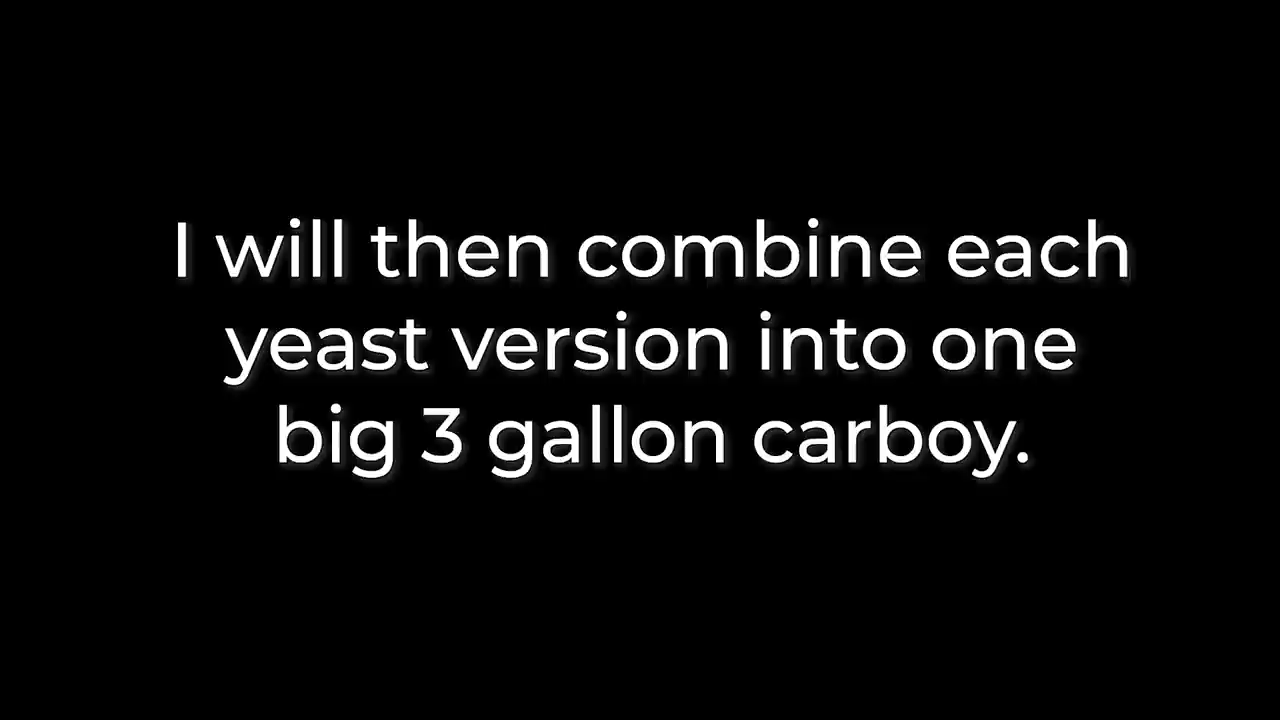 I will then combine each
yeast version into one
big 3 gallon carboy.